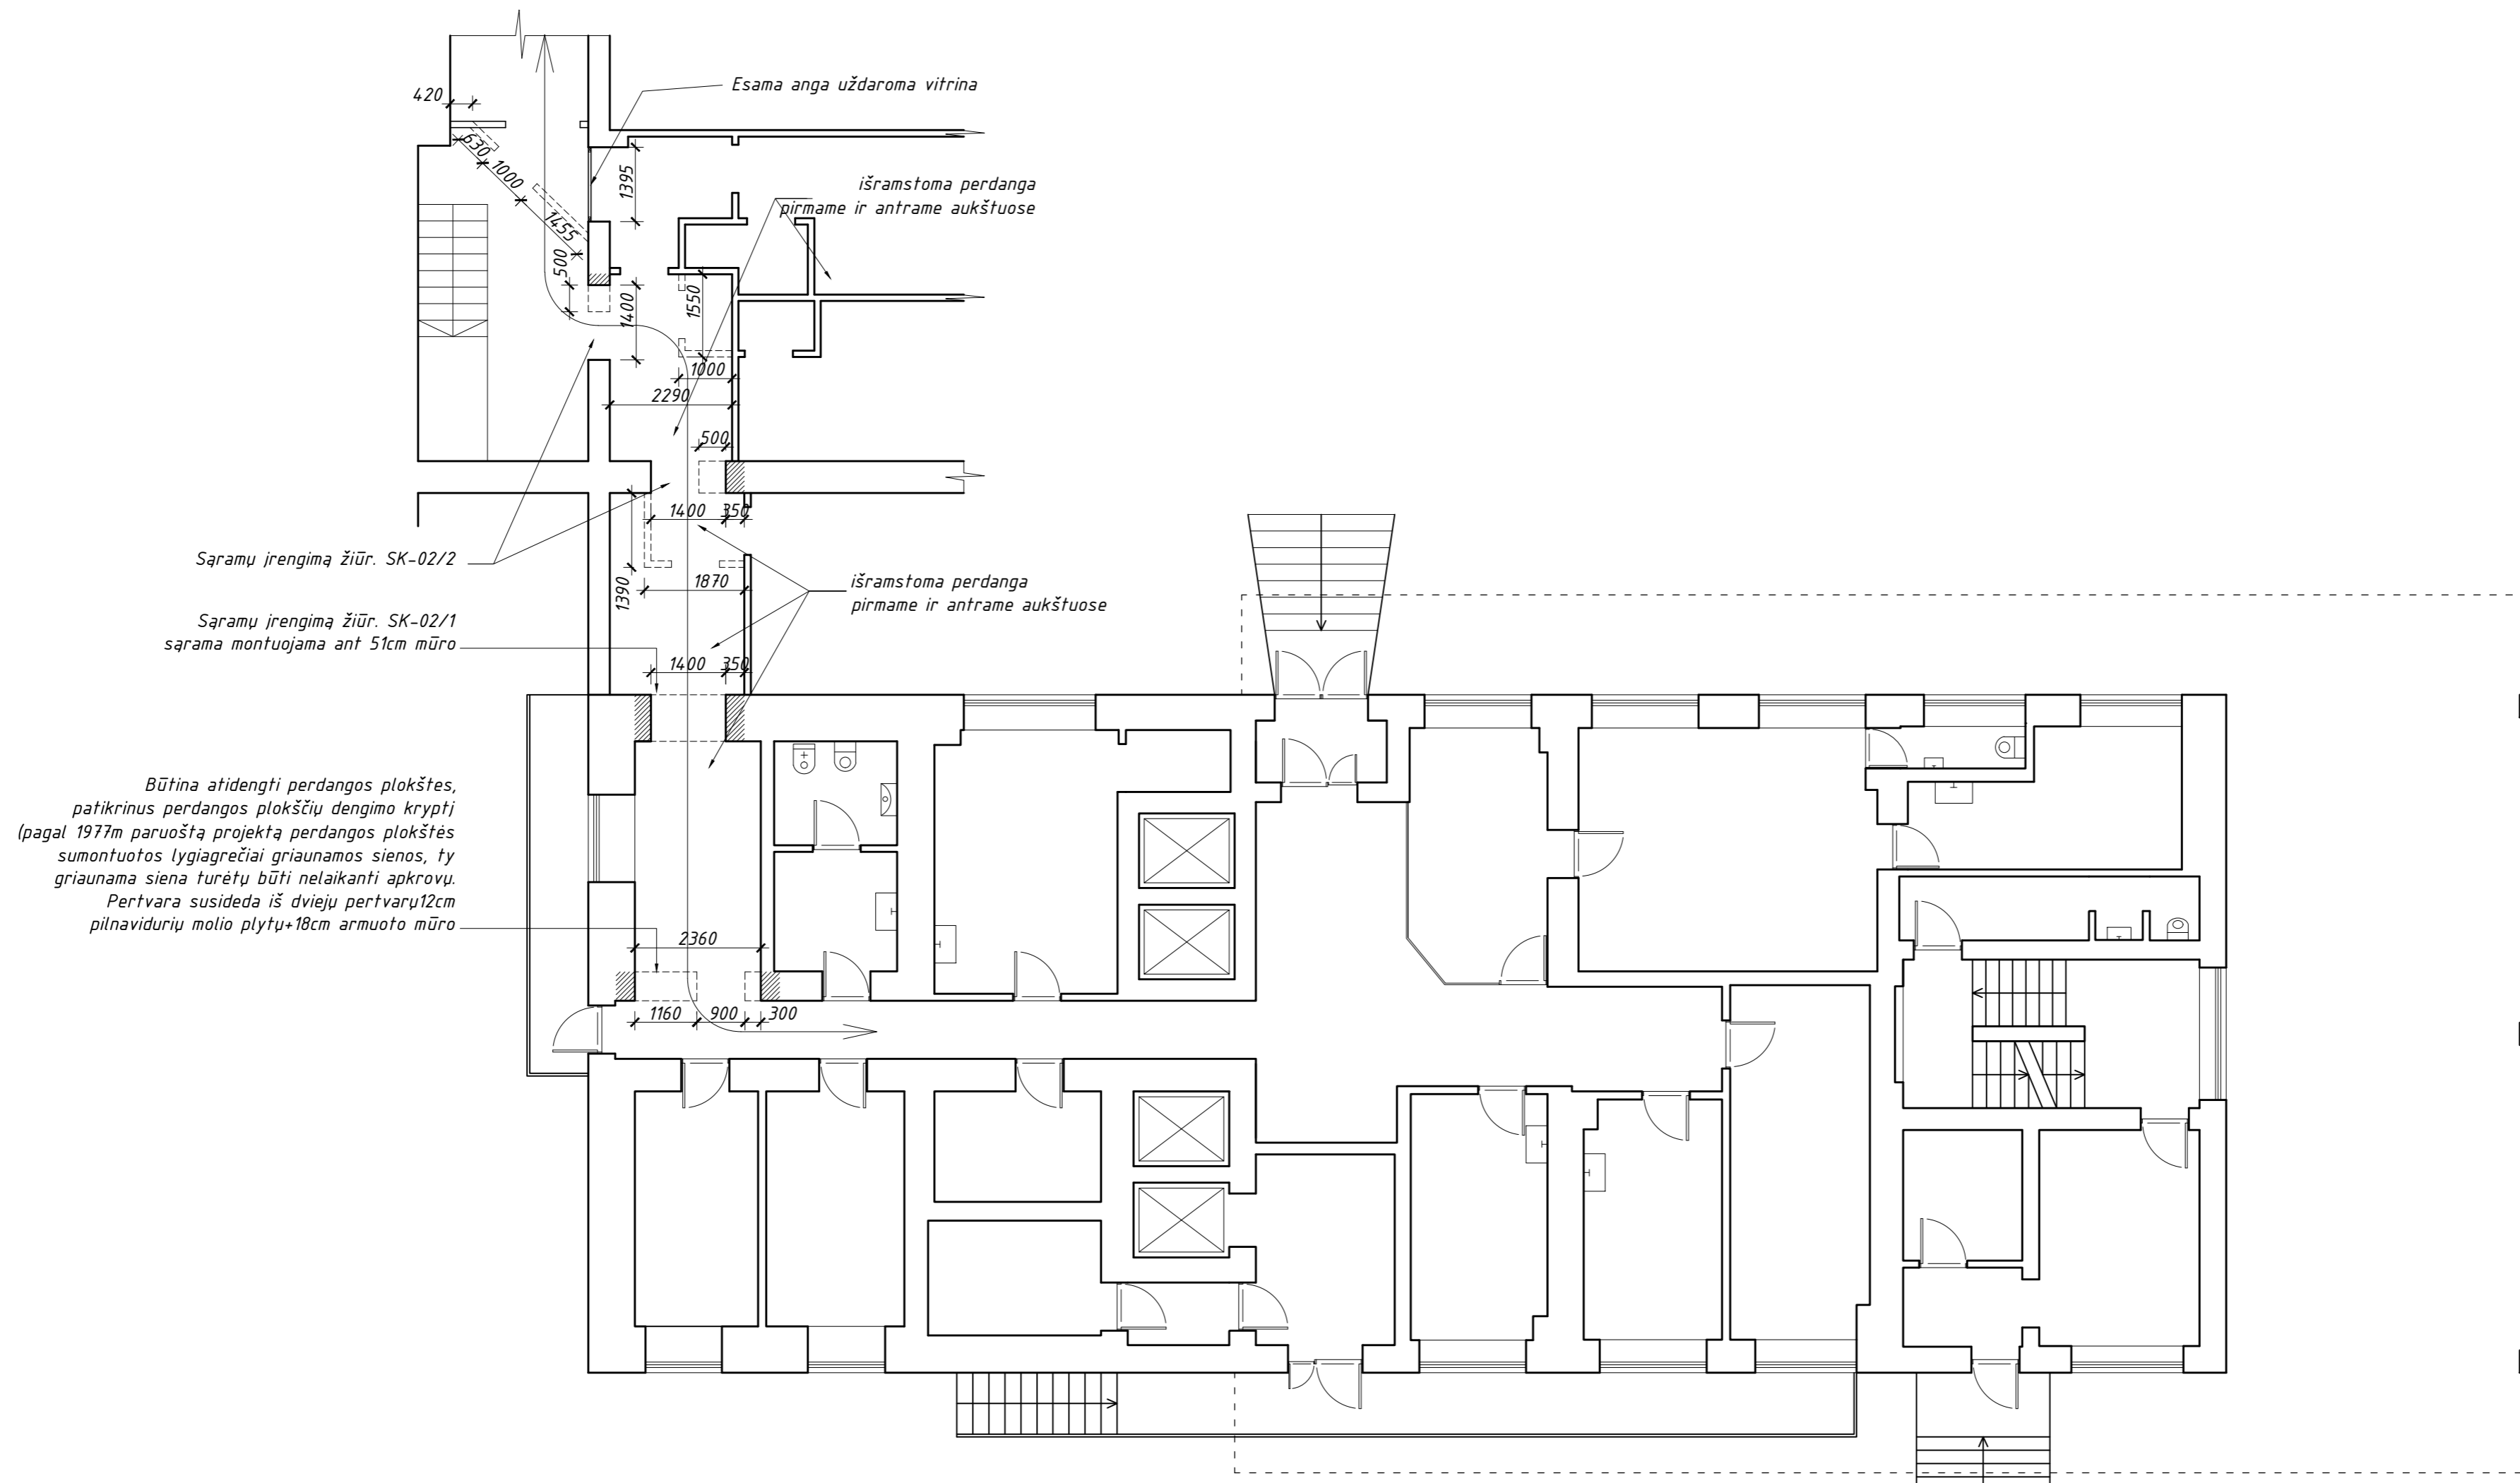 Esama anga uždaroma vitrina
420
630
1000
1395
1455
500
išramstoma perdanga
pirmame ir antrame aukštuose
1400
1550
1000
2290
500
1400 350
Sąramų įrengimą žiūr. SK-02/2
1390
1870
išramstoma perdanga
pirmame ir antrame aukštuose
Sąramų įrengimą žiūr. SK-02/1
sąrama montuojama ant 51cm mūro
1400 350
Būtina atidengti perdangos plokštes,
patikrinus perdangos plokščių dengimo kryptį
(pagal 1977m paruoštą projektą perdangos plokštės
sumontuotos lygiagrečiai griaunamos sienos, ty
griaunama siena turėtų būti nelaikanti apkrovų.
Pertvara susideda iš dviejų pertvarų12cm
pilnavidurių molio plytų+18cm armuoto mūro
2360
1160 900 300